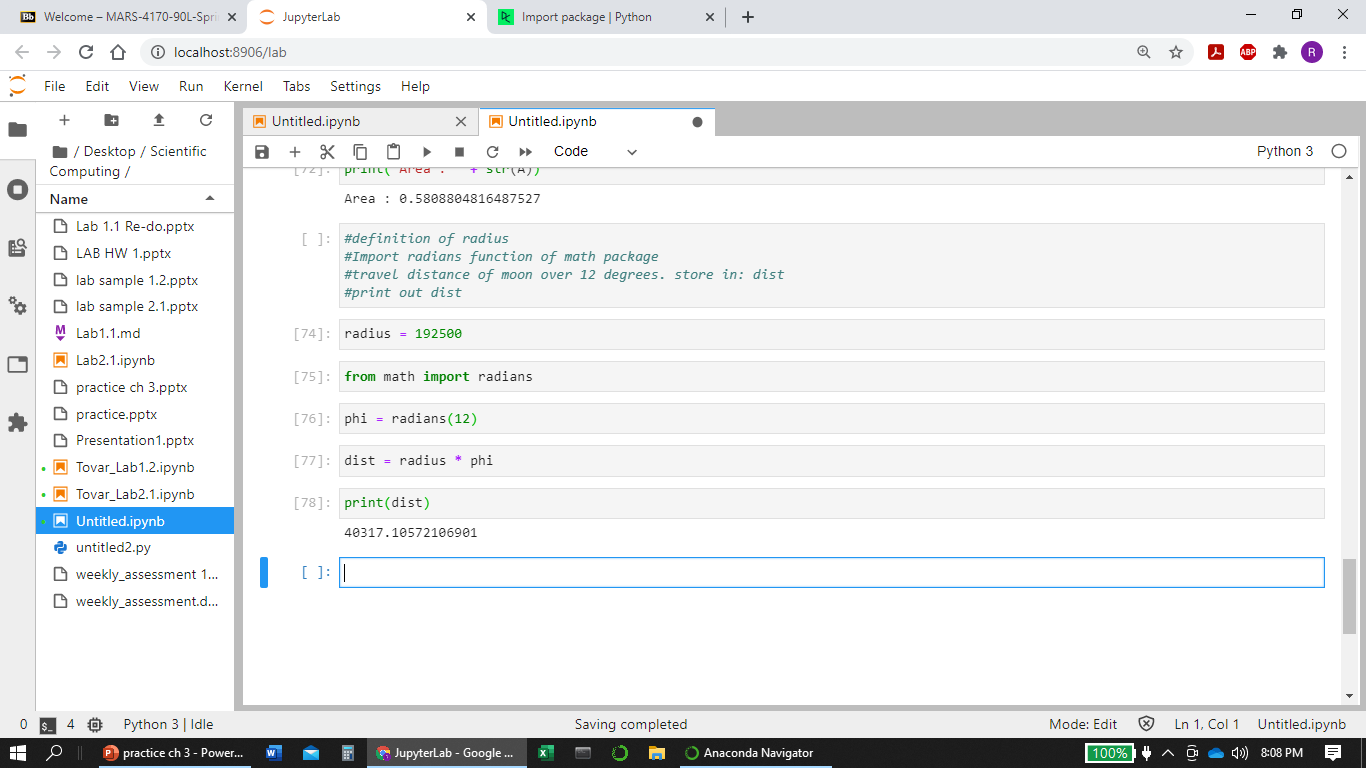 Bb Welcome – MARS-4170-90L-Spri
JupyterLab
Import package | Python
localhost:8906/lab
ABP
R
File Edit View Run Kernel Tabs Settings Help
Untitled.ipynb
Untitled.ipynb
Code
Python 3
/ Desktop / Scientific
Computing /
Name
Lab 1.1 Re-do.pptx
LAB HW 1.pptx
lab sample 1.2.pptx
lab sample 2.1.pptx
Lab1.1.md
Lab2.1.ipynb
practice ch 3.pptx
practice.pptx
Presentation1.pptx
Tovar_Lab1.2.ipynb
Tovar_Lab2.1.ipynb
Untitled.ipynb
untitled2.py
weekly_assessment 1...
weekly_assessment.d...
[72]: print("Area : " + str(A))
Area : 0.5808804816487527
[ ]: #definition of radius
#Import radians function of math package
#travel distance of moon over 12 degrees. store in: dist
#print out dist
[74]: radius = 192500
[75]: from math import radians
[76]: phi = radians(12)
[77]: dist = radius * phi
[78]: print(dist)
40317.10572106901
[ ]:
0 $_ 4 Python 3 | Idle Saving completed Mode: Edit Ln 1, Col 1 Untitled.ipynb
practice ch 3 - Power... JupyterLab - Google ... Anaconda Navigator 100% 8:08 PM